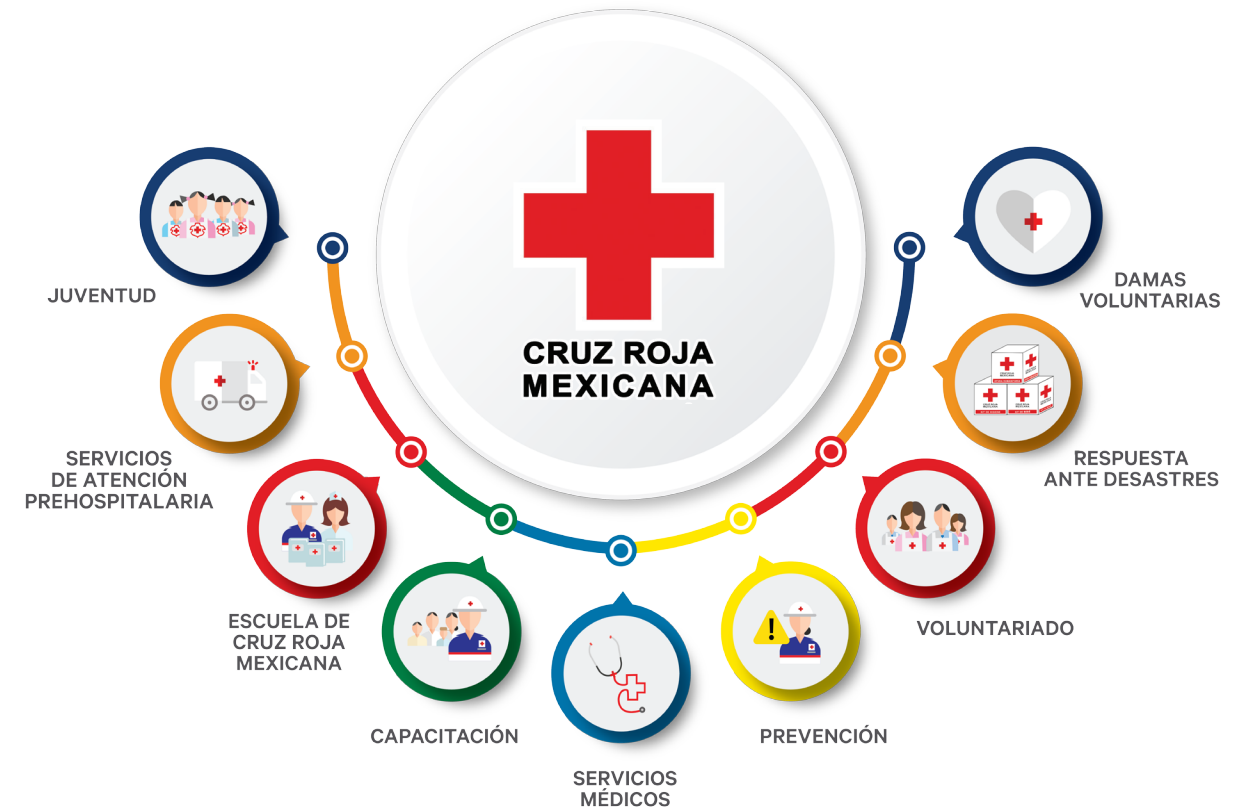 CRUZ ROJA
MEXICANA
JUVENTUD
SERVICIOS
DE ATENCIÓN
PREHOSPITALARIA
ESCUELA DE
CRUZ ROJA
MEXICANA
CAPACITACIÓN
SERVICIOS
MÉDICOS
PREVENCIÓN
VOLUNTARIADO
RESPUESTA
ANTE DESASTRES
DAMAS
VOLUNTARIAS